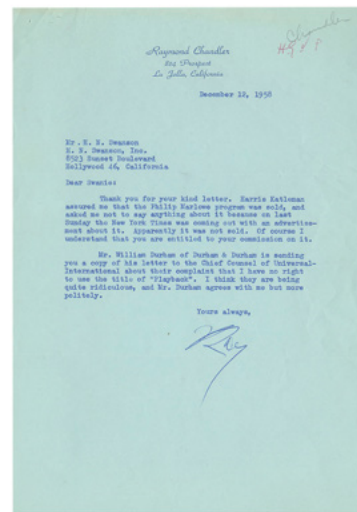 Chandler
Raymond Chandler
824 Prospect
La Jolla, California
December 12, 1958
Mr. H. N. Swanson
H. N. Swanson, Inc.
8523 Sunset Boulevard
Hollywood 46, California
Dear Swanie:
Thank you for your kind letter. Harris Katleman
assured me that the Philip Marlowe program was sold, and
asked me not to say anything about it because on last
Sunday the New York Times was coming out with an advertise-
ment about it. Apparently it was not sold. Of course I
understand that you are entitled to your commission on it.
Mr. William Durham of Durham & Durham is sending
you a copy of his letter to the Chief Counsel of Universal-
International about their complaint that I have no right
to use the title of "Playback". I think they are being
quite ridiculous, and Mr. Durham agrees with me but more
politely.
Yours always,
Ray